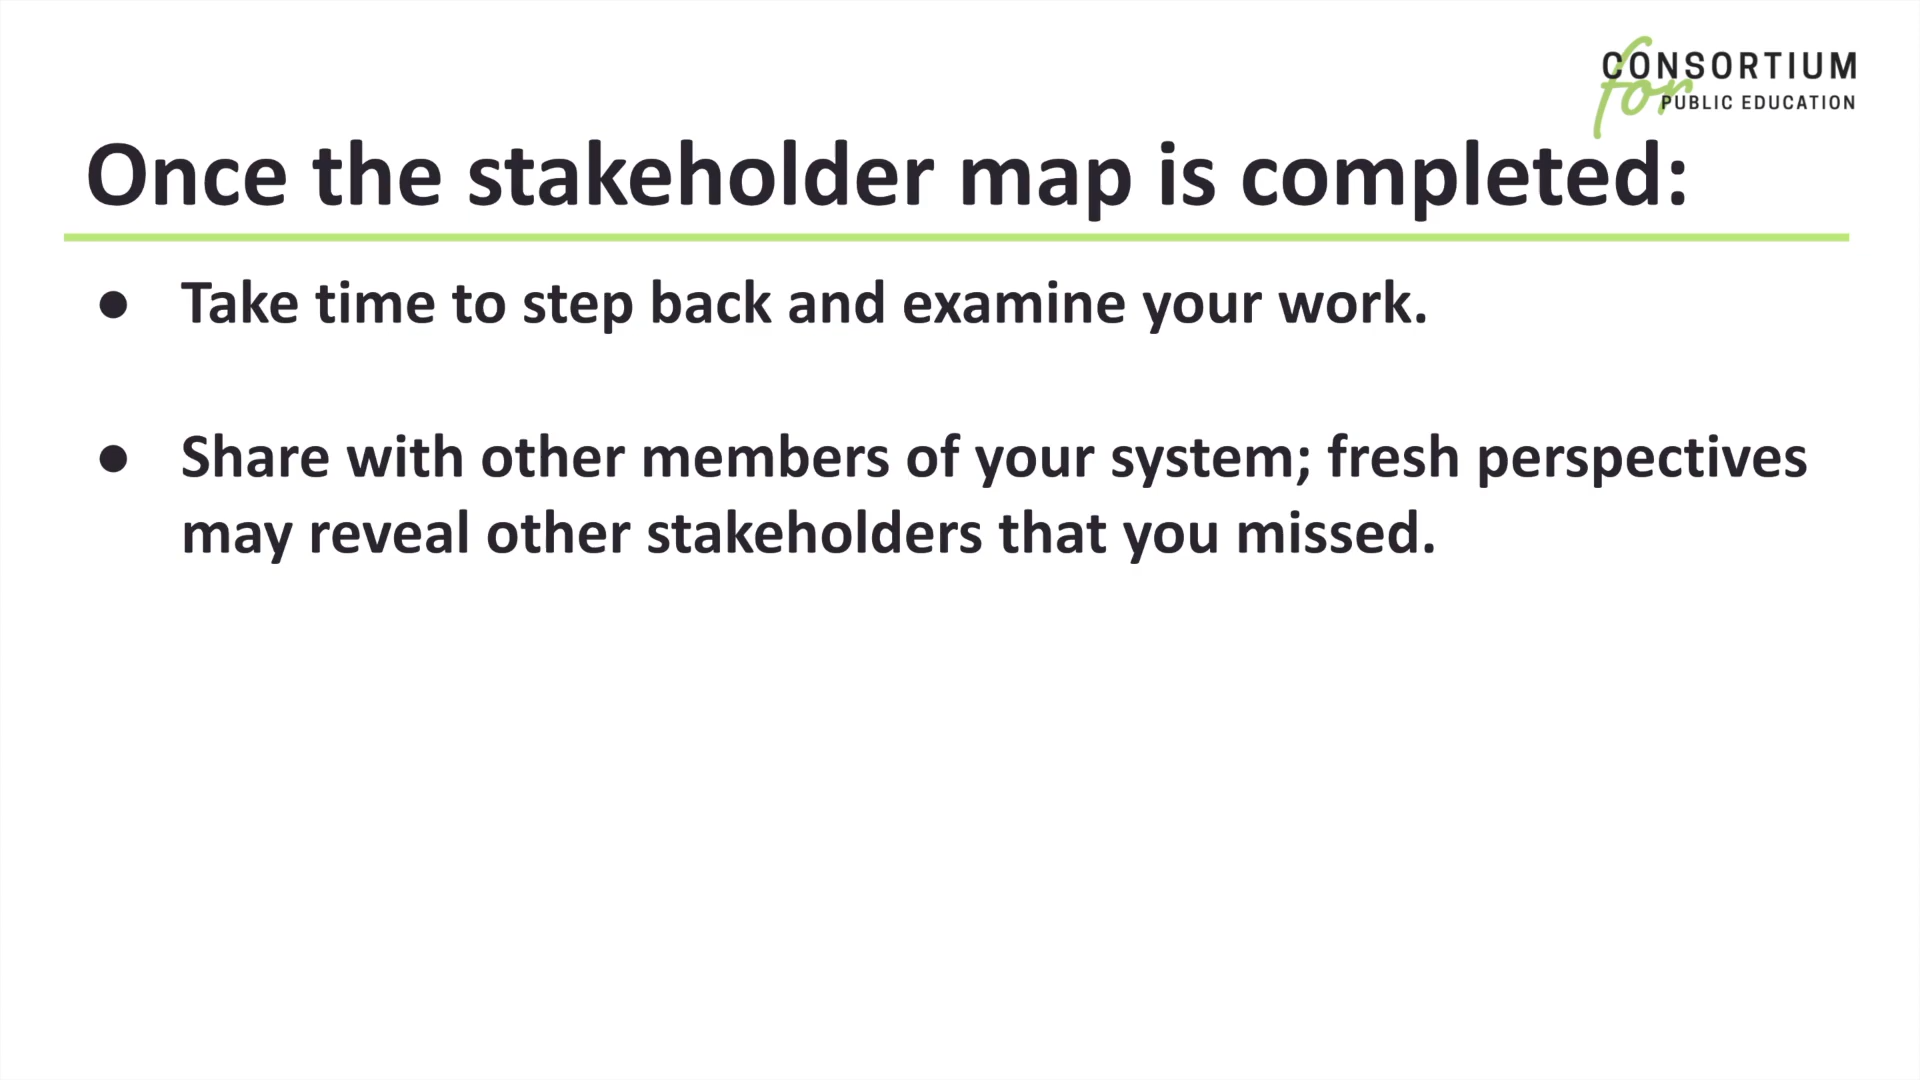 CONSORTIUM
for
PUBLIC EDUCATION
Once the stakeholder map is completed:
● Take time to step back and examine your work.
● Share with other members of your system; fresh perspectives
may reveal other stakeholders that you missed.